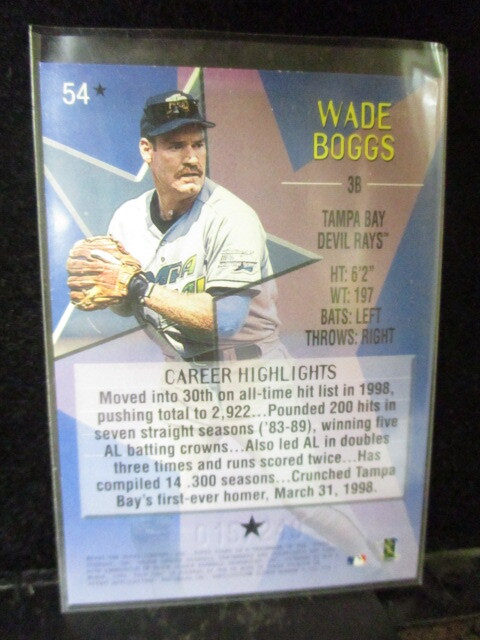 54
WADE
BOGGS
3B
TAMPA BAY
DEVIL RAYS™
HT: 6'2"
WT: 197
BATS: LEFT
THROWS: RIGHT
CAREER HIGHLIGHTS
Moved into 30th on all-time hit list in 1998,
pushing total to 2,922...Pounded 200 hits in
seven straight seasons ('83-89), winning five
AL batting crowns...Also led AL in doubles
three times and runs scored twice...Has
compiled 14 .300 seasons...Crunched Tampa
Bay's first-ever homer, March 31, 1998.